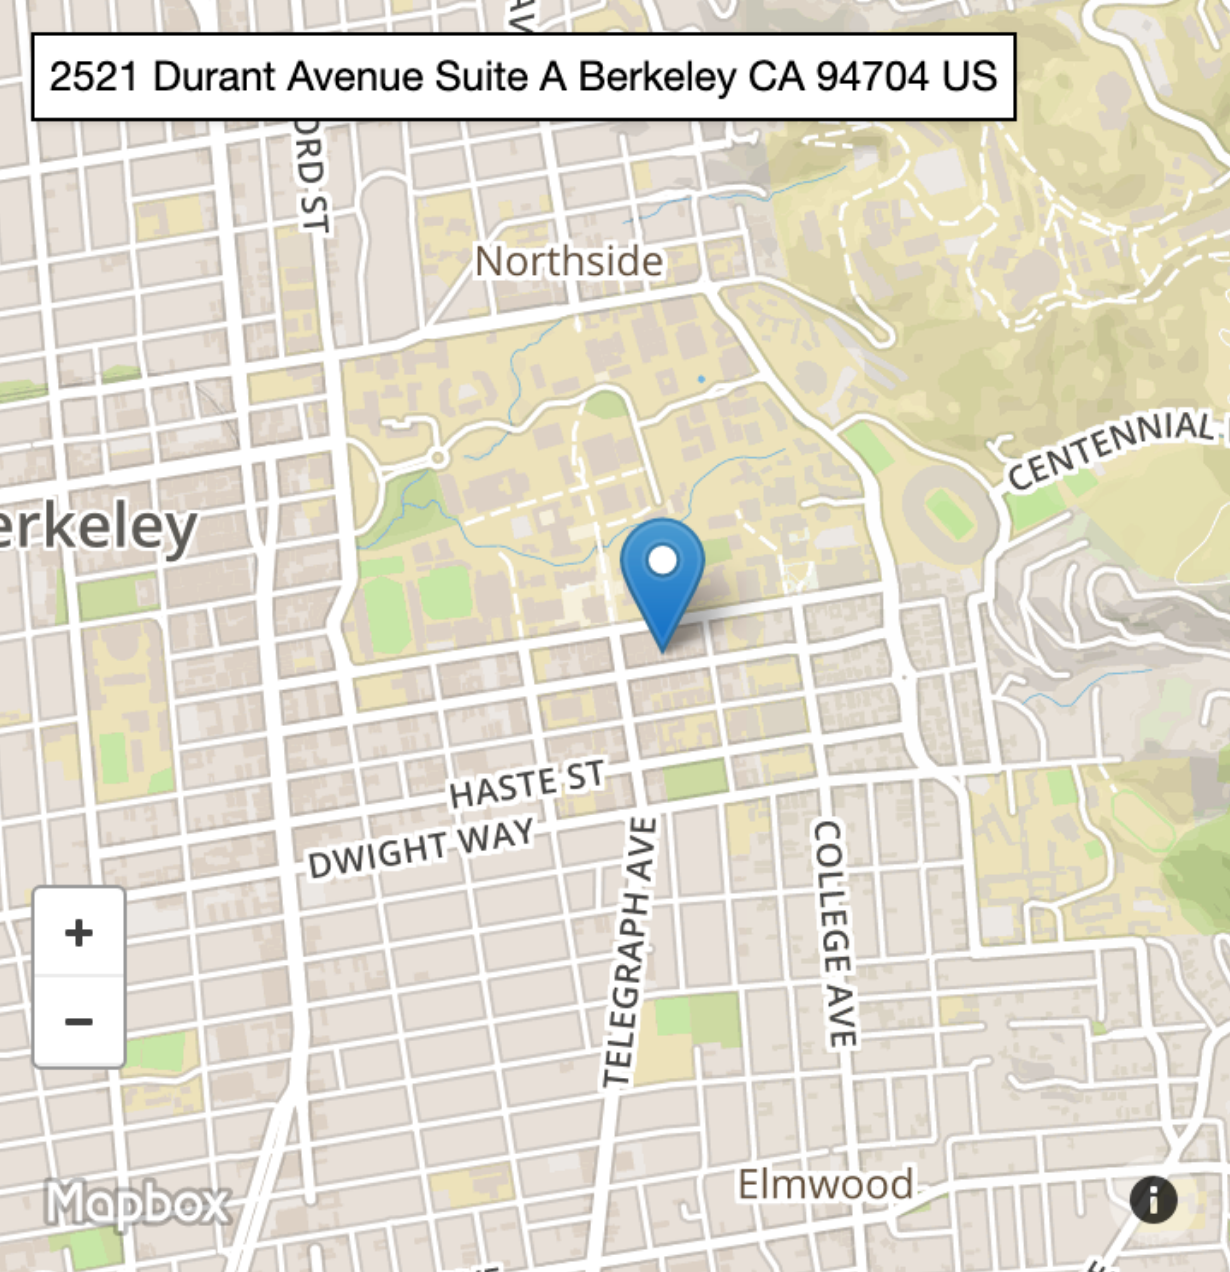 AV
2521 Durant Avenue Suite A Berkeley CA 94704 US
ORD ST
Northside
CENTENNIAL
erkeley
HASTE ST
DWIGHT WAY
TELEGRAPH AVE
COLLEGE AVE
+
−
Elmwood
Mapbox
i